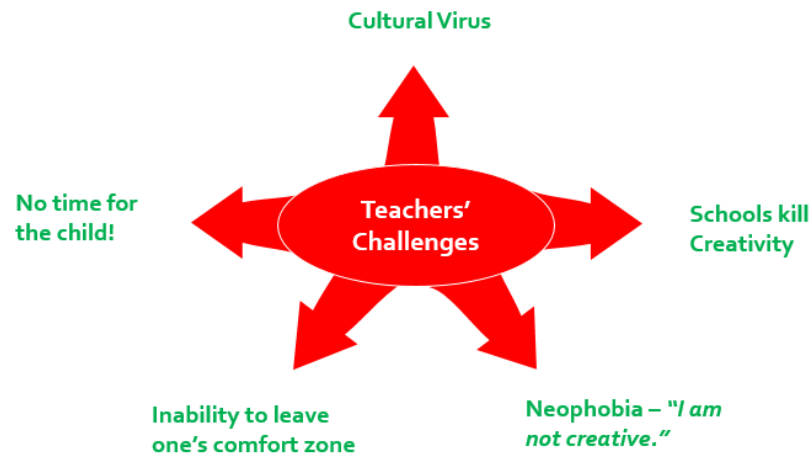 Cultural Virus
No time for
the child!
Teachers’
Challenges
Schools kill
Creativity
Inability to leave
one’s comfort zone
Neophobia – “I am
not creative.”